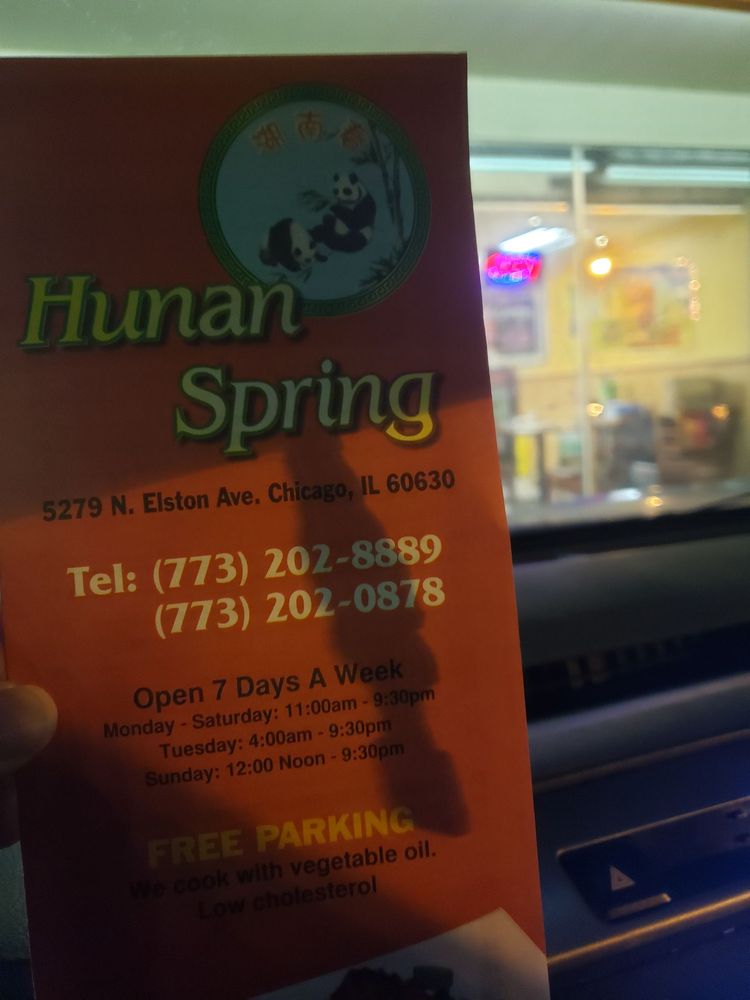 湖南春
Hunan
Spring
5279 N. Elston Ave. Chicago, IL 60630
Tel: (773) 202-8889
(773) 202-0878
Open 7 Days A Week
Monday - Saturday: 11:00am - 9:30pm
Tuesday: 4:00am - 9:30pm
Sunday: 12:00 Noon - 9:30pm
FREE PARKING
We cook with vegetable oil.
Low cholesterol